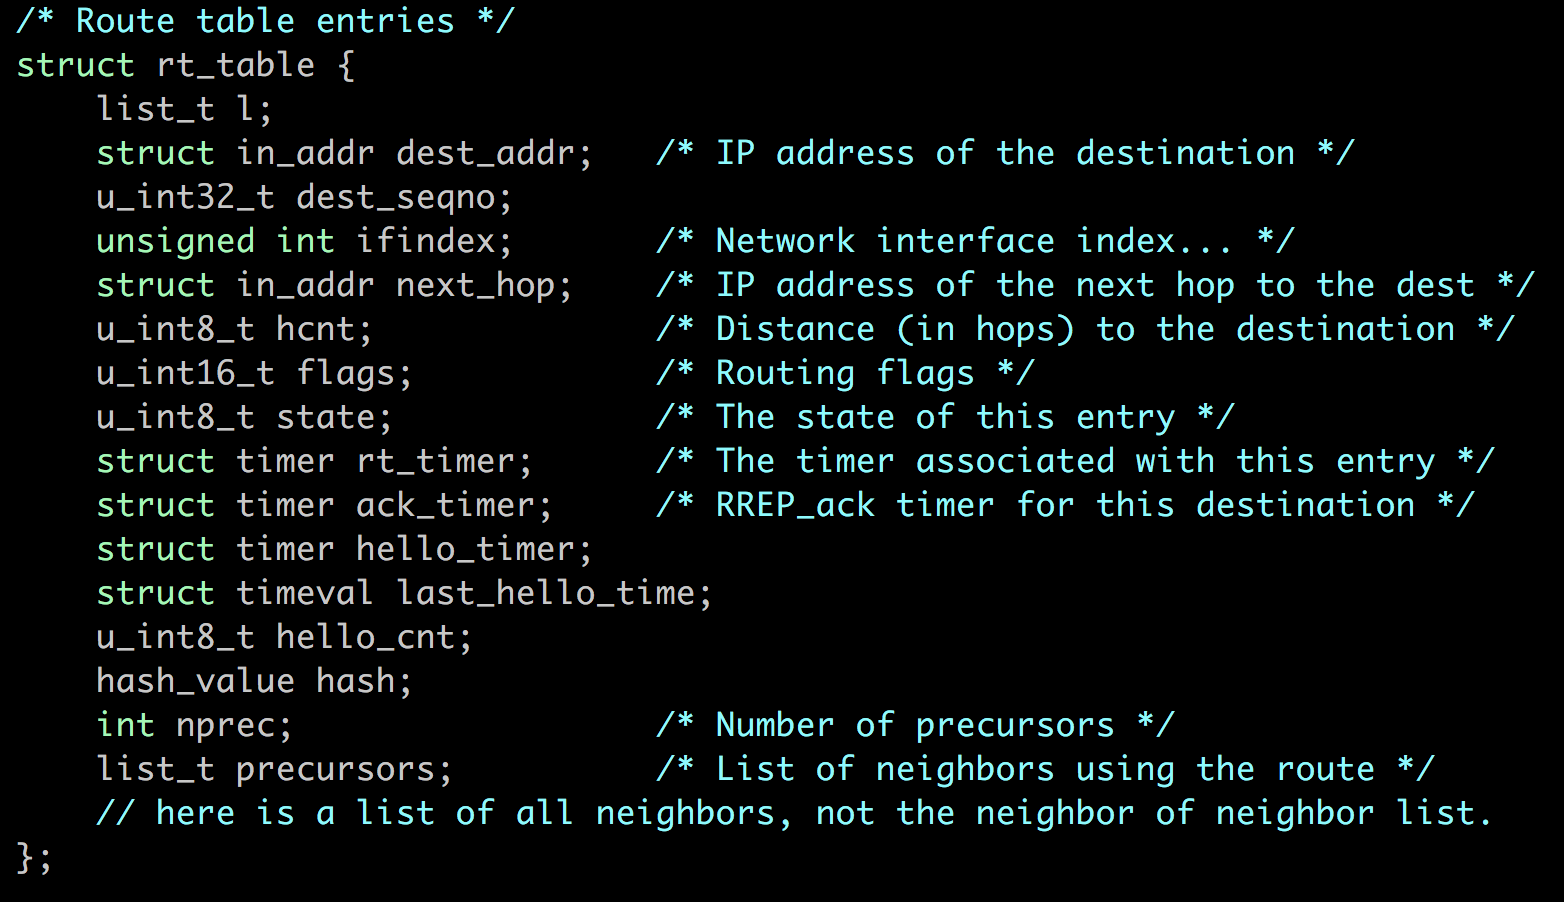 /* Route table entries */
struct rt_table {
    list_t l;
    struct in_addr dest_addr;   /* IP address of the destination */
    u_int32_t dest_seqno;
    unsigned int ifindex;       /* Network interface index... */
    struct in_addr next_hop;    /* IP address of the next hop to the dest */
    u_int8_t hcnt;              /* Distance (in hops) to the destination */
    u_int16_t flags;            /* Routing flags */
    u_int8_t state;             /* The state of this entry */
    struct timer rt_timer;      /* The timer associated with this entry */
    struct timer ack_timer;     /* RREP_ack timer for this destination */
    struct timer hello_timer;
    struct timeval last_hello_time;
    u_int8_t hello_cnt;
    hash_value hash;
    int nprec;                  /* Number of precursors */
    list_t precursors;          /* List of neighbors using the route */
    // here is a list of all neighbors, not the neighbor of neighbor list.
};